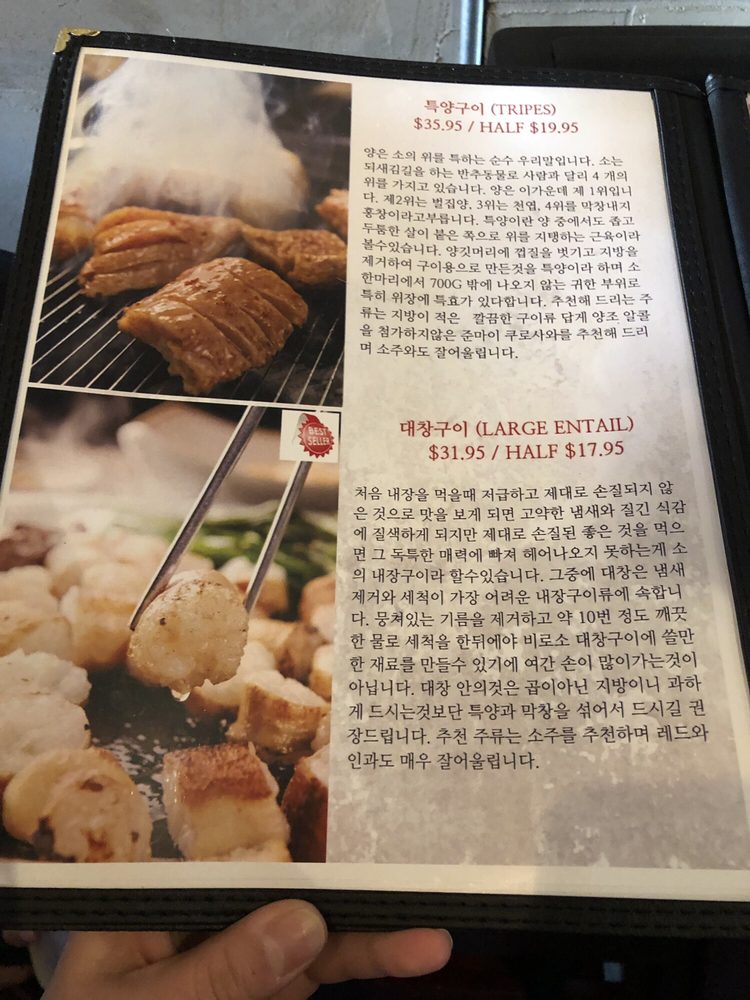 특양구이 (TRIPES)
$35.95 / HALF $19.95
양은 소의 위를 특하는 순수 우리말입니다. 소는
되새김길을 하는 반추동물로 사람과 달리 4 개의
위를 가지고 있습니다. 양은 이가운데 제 1위입니
다. 제2위는 벌집양, 3위는 천엽, 4위를 막창내지
홍창이라고부릅니다. 특양이란 양 중에서도 좁고
두툼한 살이 붙은 쪽으로 위를 지탱하는 근육이라
볼수있습니다. 양깃머리에 껍질을 벗기고 지방을
제거하여 구이용으로 만든것을 특양이라 하며 소
한마리에서 700G 밖에 나오지 않는 귀한 부위로
특히 위장에 특효가 있다합니다. 추천해 드리는 주
류는 지방이 적은 깔끔한 구이류 답게 양조 알콜
을 첨가하지않은 준마이 쿠로사와를 추천해 드리
며 소주와도 잘어울립니다.
BEST
SELLER
대창구이 (LARGE ENTAIL)
$31.95 / HALF $17.95
처음 내장을 먹을때 저급하고 제대로 손질되지 않
은 것으로 맛을 보게 되면 고약한 냄새와 질긴 식감
에 질색하게 되지만 제대로 손질된 좋은 것을 먹으
면 그 독특한 매력에 빠져 헤어나오지 못하는게 소
의 내장구이라 할수있습니다. 그중에 대창은 냄새
제거와 세척이 가장 어려운 내장구이류에 속합니
다. 뭉쳐있는 기름을 제거하고 약 10번 정도 깨끗
한 물로 세척을 한뒤에야 비로소 대창구이에 쓸만
한 재료를 만들수 있기에 여간 손이 많이가는것이
아닙니다. 대창 안의것은 곱이아닌 지방이니 과하
게 드시는것보단 특양과 막창을 섞어서 드시길 권
장드립니다. 추천 주류는 소주를 추천하며 레드와
인과도 매우 잘어울립니다.